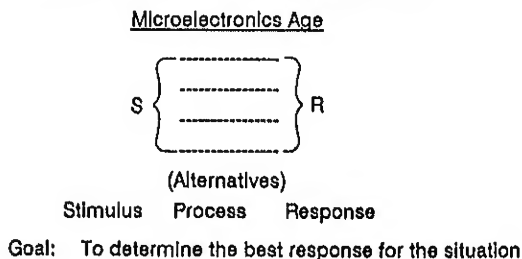 Microelectronics Age
S R
(Alternatives)
Stimulus Process Response
Goal: To determine the best response for the situation